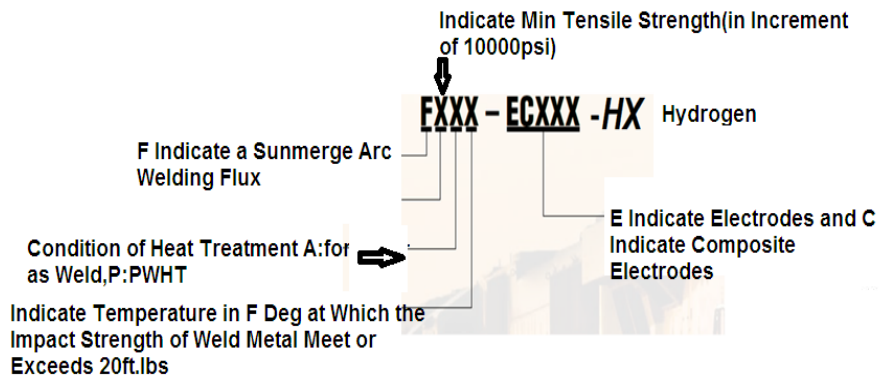 Indicate Min Tensile Strength(in Increment
of 10000psi)
FXXX – ECXXX -HX Hydrogen
F Indicate a Sunmerge Arc
Welding Flux
E Indicate Electrodes and C
Indicate Composite
Electrodes
Condition of Heat Treatment A:for
as Weld,P:PWHT
Indicate Temperature in F Deg at Which the
Impact Strength of Weld Metal Meet or
Exceeds 20ft.lbs